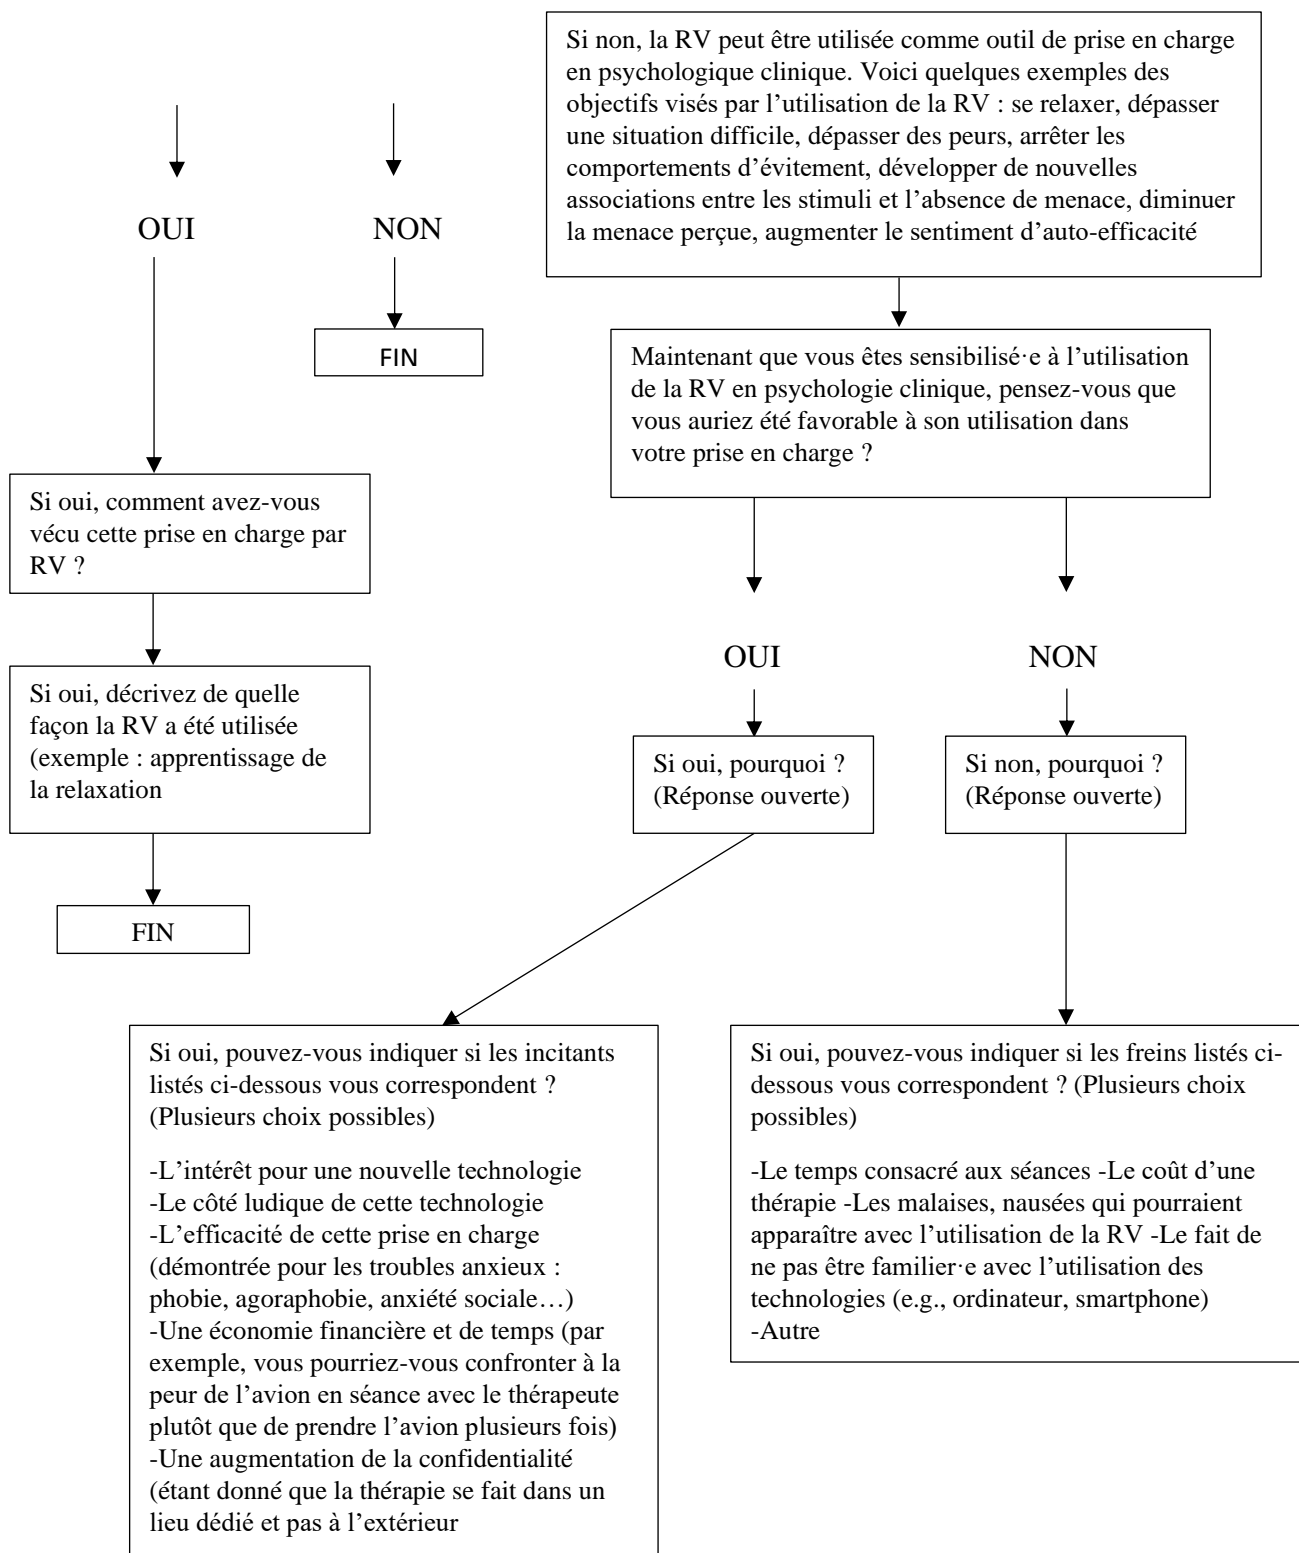 Si non, la RV peut être utilisée comme outil de prise en charge
en psychologique clinique. Voici quelques exemples des
objectifs visés par l’utilisation de la RV : se relaxer, dépasser
une situation difficile, dépasser des peurs, arrêter les
comportements d’évitement, développer de nouvelles
associations entre les stimuli et l’absence de menace, diminuer
la menace perçue, augmenter le sentiment d’auto-efficacité
OUI
NON
FIN
Maintenant que vous êtes sensibilisé·e à l’utilisation
de la RV en psychologie clinique, pensez-vous que
vous auriez été favorable à son utilisation dans
votre prise en charge ?
Si oui, comment avez-vous
vécu cette prise en charge par
RV ?
OUI
NON
Si oui, décrivez de quelle
façon la RV a été utilisée
(exemple : apprentissage de
la relaxation
Si oui, pourquoi ?
(Réponse ouverte)
Si non, pourquoi ?
(Réponse ouverte)
FIN
Si oui, pouvez-vous indiquer si les incitants
listés ci-dessous vous correspondent ?
(Plusieurs choix possibles)
-L’intérêt pour une nouvelle technologie
-Le côté ludique de cette technologie
-L’efficacité de cette prise en charge
(démontrée pour les troubles anxieux :
phobie, agoraphobie, anxiété sociale…)
-Une économie financière et de temps (par
exemple, vous pourriez-vous confronter à la
peur de l’avion en séance avec le thérapeute
plutôt que de prendre l’avion plusieurs fois)
-Une augmentation de la confidentialité
(étant donné que la thérapie se fait dans un
lieu dédié et pas à l’extérieur
Si oui, pouvez-vous indiquer si les freins listés ci-
dessous vous correspondent ? (Plusieurs choix
possibles)
-Le temps consacré aux séances -Le coût d’une
thérapie -Les malaises, nausées qui pourraient
apparaître avec l’utilisation de la RV -Le fait de
ne pas être familier·e avec l’utilisation des
technologies (e.g., ordinateur, smartphone)
-Autre